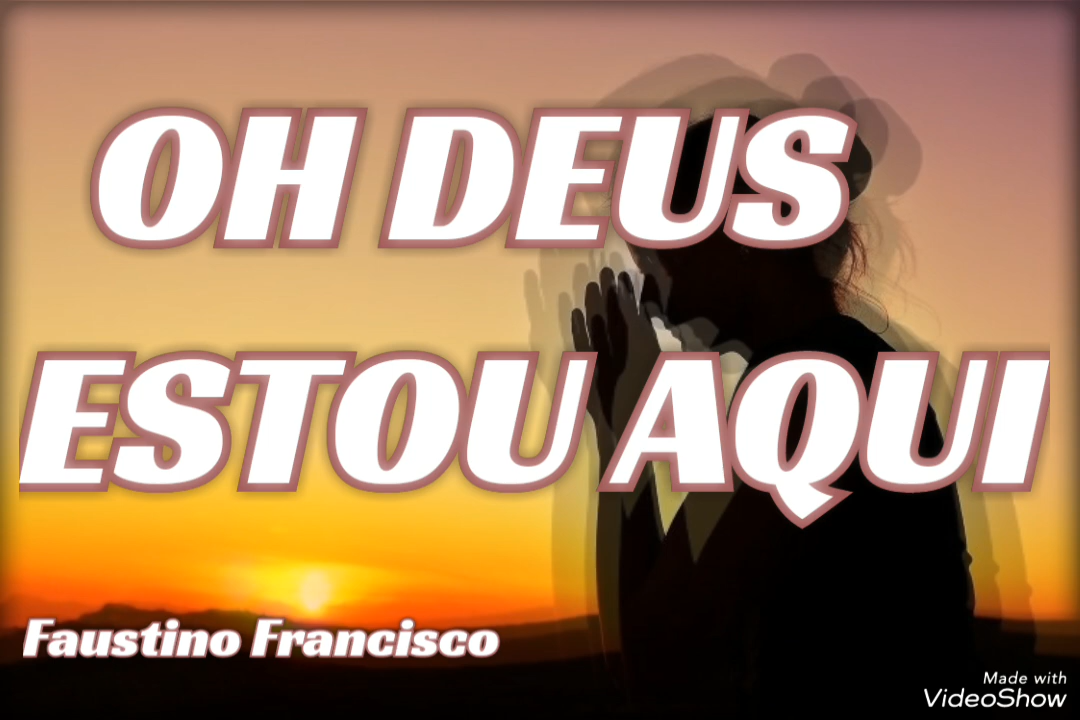 OH DEUS
ESTOU AQUI
Faustino Francisco
Made with
VideoShow